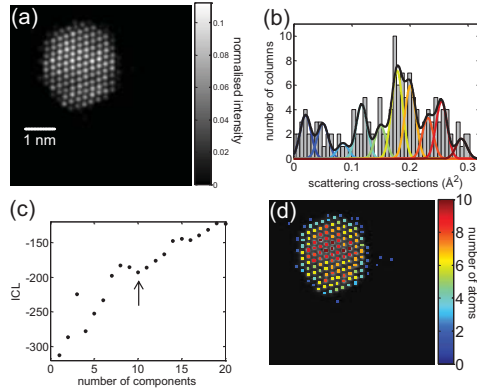 (a)
1 nm
0.1
0.08
0.06
0.04
0.02
0
normalised intensity
(b)
10
8
6
4
2
0
number of columns
0 0.1 0.2 0.3
scattering cross-sections (Å²)
(c)
-150
-200
-250
-300
ICL
0 5 10 15 20
number of components
(d)
10
8
6
4
2
0
number of atoms